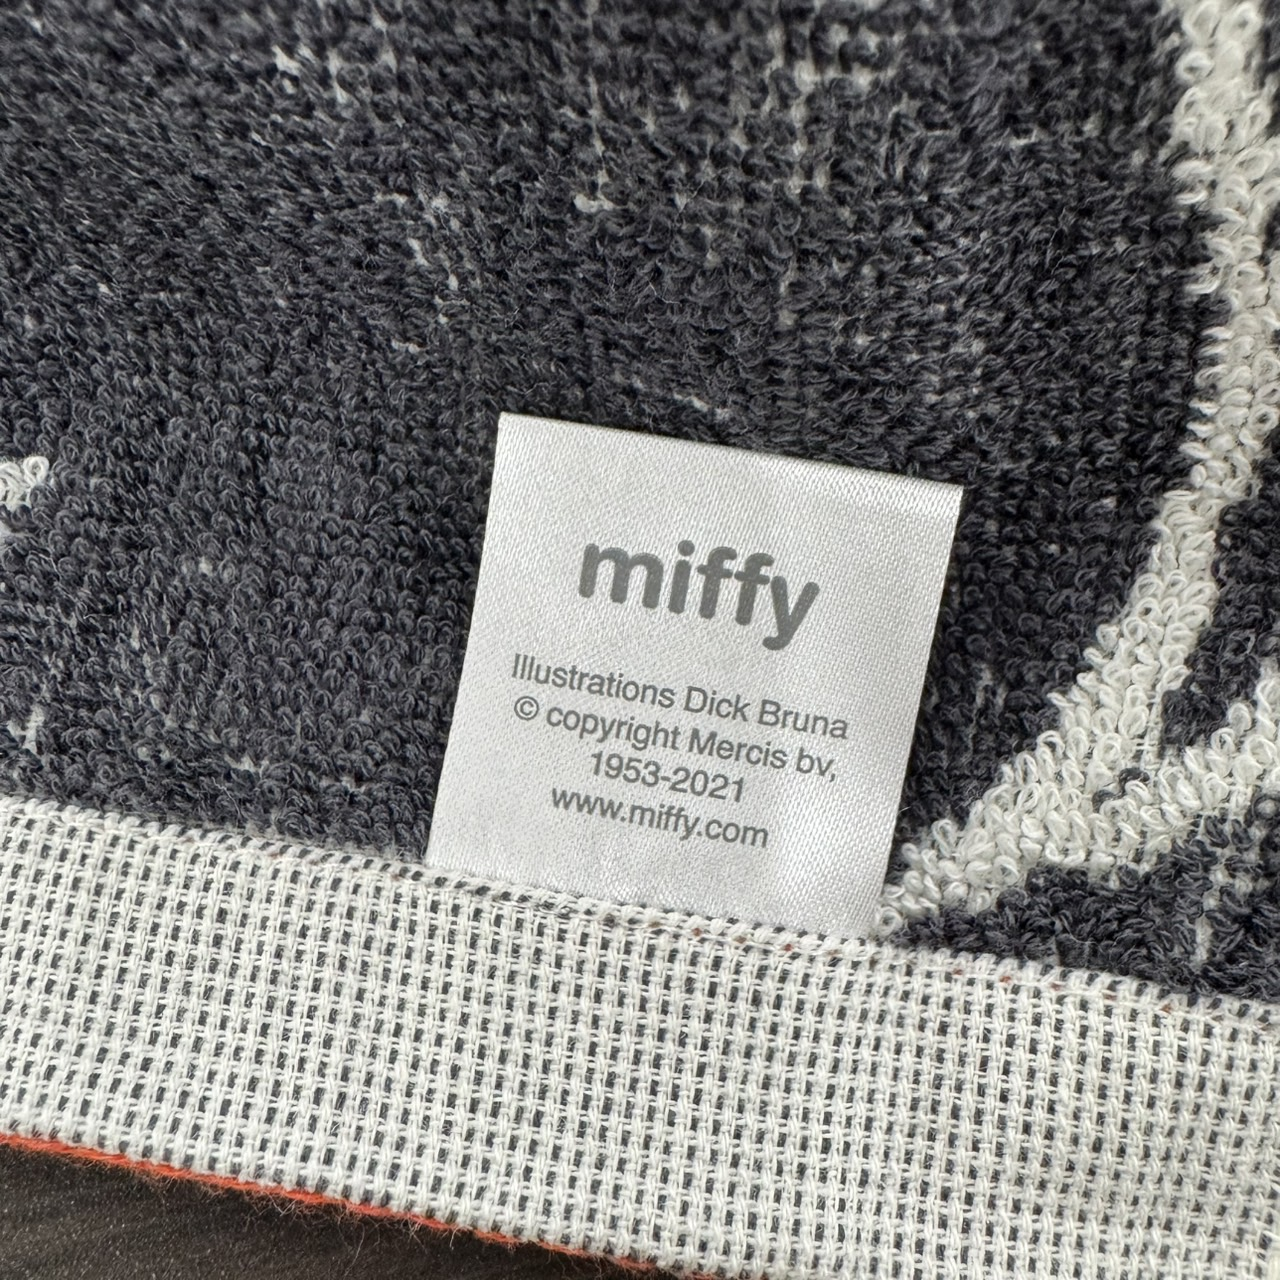 miffy
Illustrations Dick Bruna
© copyright Mercis bv,
1953-2021
www.miffy.com